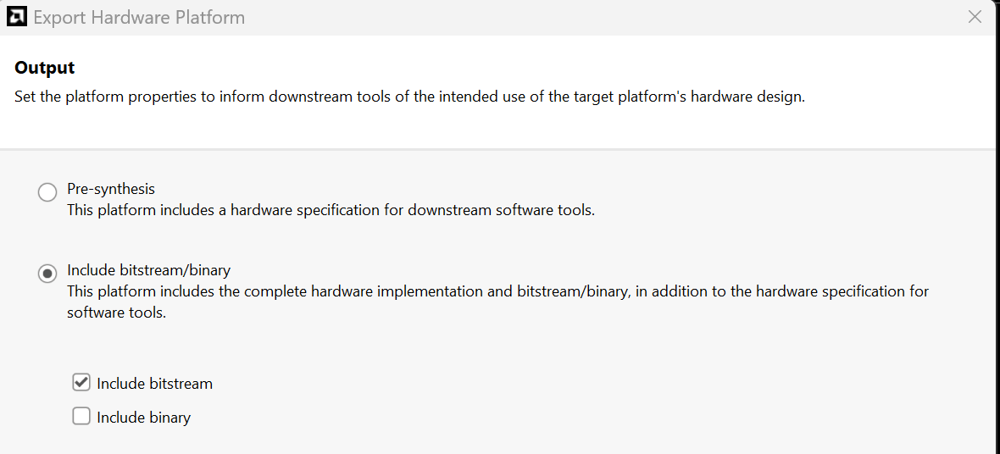 Export Hardware Platform
Output
Set the platform properties to inform downstream tools of the intended use of the target platform's hardware design.
Pre-synthesis
This platform includes a hardware specification for downstream software tools.
Include bitstream/binary
This platform includes the complete hardware implementation and bitstream/binary, in addition to the hardware specification for
software tools.
Include bitstream
Include binary